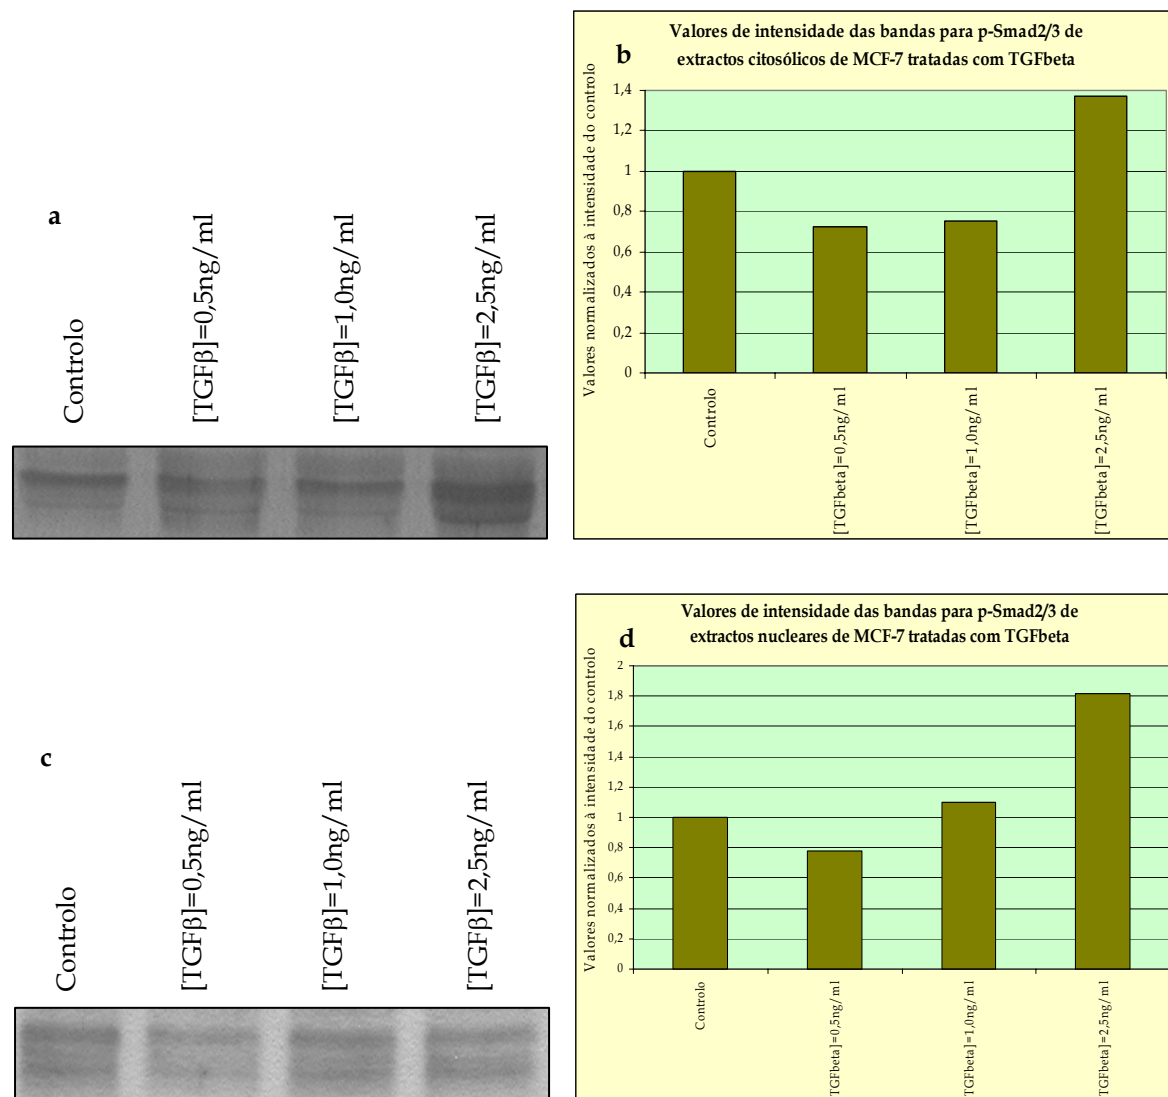 a
Controlo
[TGFβ]=0,5ng/ml
[TGFβ]=1,0ng/ml
[TGFβ]=2,5ng/ml
b
Valores de intensidade das bandas para p-Smad2/3 de
extractos citosólicos de MCF-7 tratadas com TGFbeta
Valores normalizados à intensidade do controlo
1,4
1,2
1
0,8
0,6
0,4
0,2
0
Controlo
[TGFbeta]=0,5ng/ml
[TGFbeta]=1,0ng/ml
[TGFbeta]=2,5ng/ml
c
Controlo
[TGFβ]=0,5ng/ml
[TGFβ]=1,0ng/ml
[TGFβ]=2,5ng/ml
d
Valores de intensidade das bandas para p-Smad2/3 de
extractos nucleares de MCF-7 tratadas com TGFbeta
Valores normalizados à intensidade do controlo
2
1,8
1,6
1,4
1,2
1
0,8
0,6
0,4
0,2
0
Controlo
TGFbeta]=0,5ng/ml
TGFbeta]=1,0ng/ml
TGFbeta]=2,5ng/ml